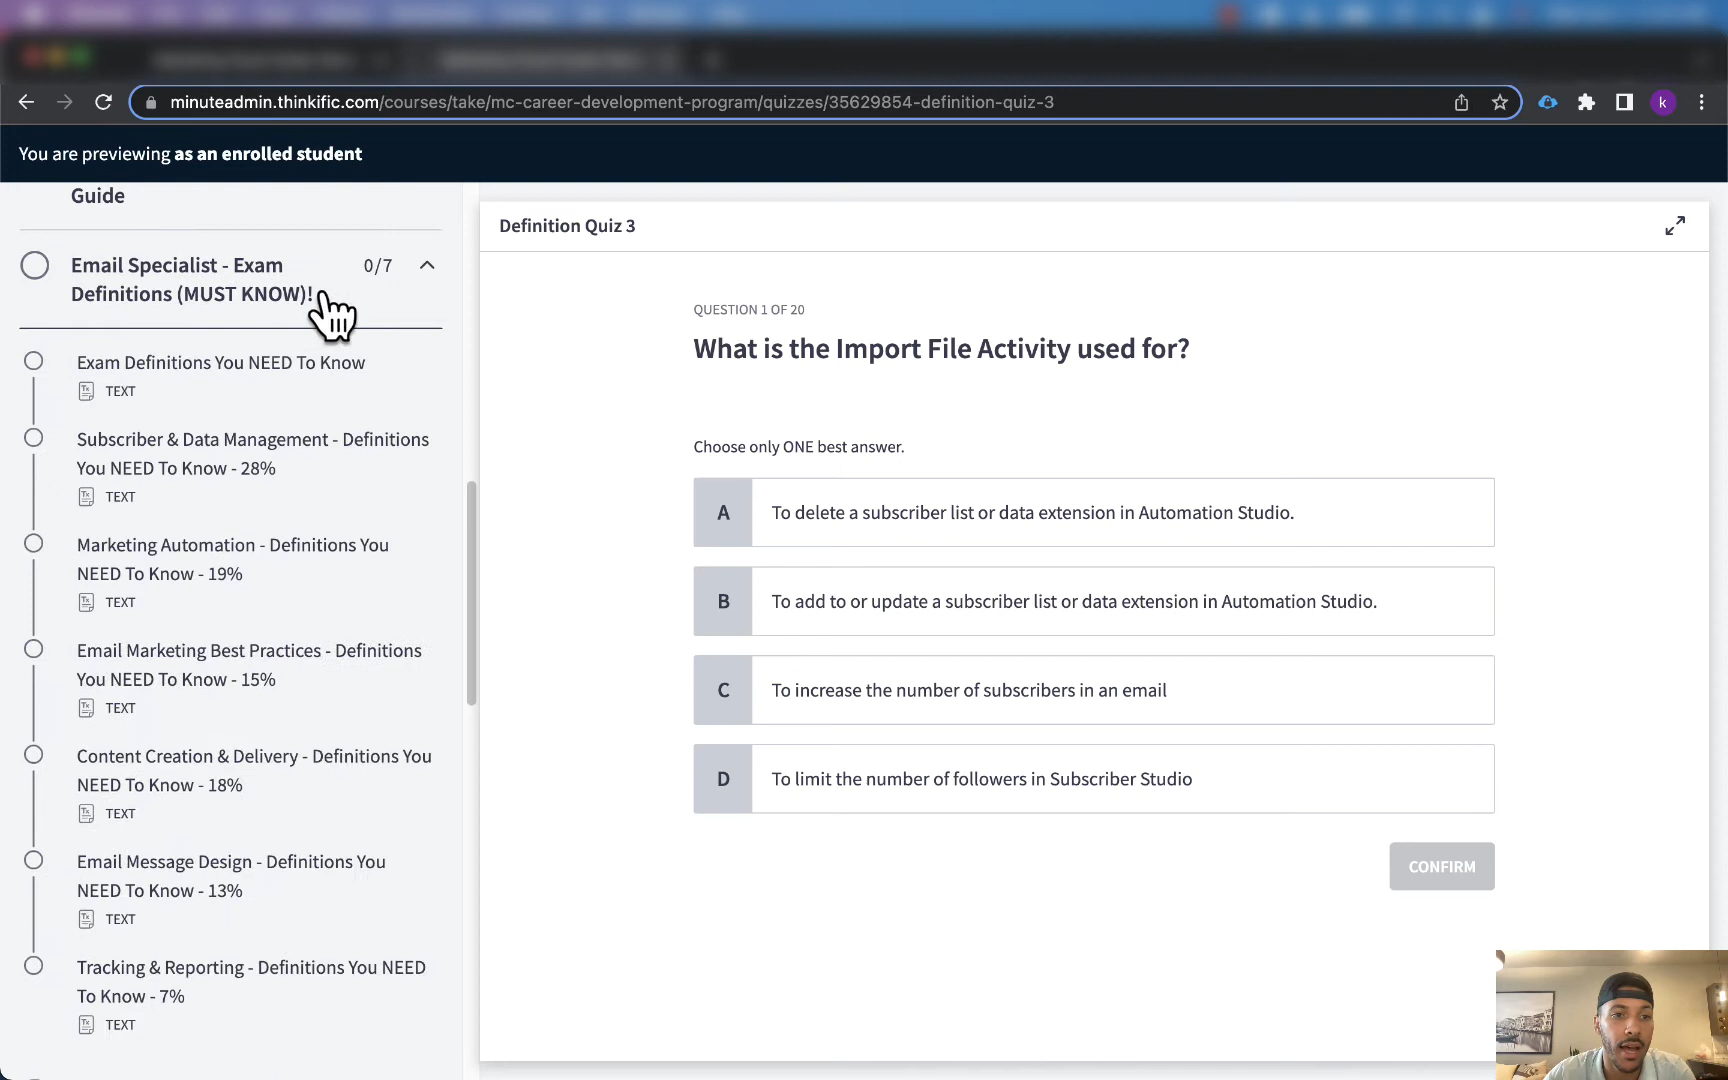 minuteadmin.thinkific.com/courses/take/mc-career-development-program/quizzes/35629854-definition-quiz-3
k
You are previewing as an enrolled student
Guide
Email Specialist - Exam
Definitions (MUST KNOW)!
0/7
Exam Definitions You NEED To Know
TEXT
Subscriber & Data Management - Definitions
You NEED To Know - 28%
TEXT
Marketing Automation - Definitions You
NEED To Know - 19%
TEXT
Email Marketing Best Practices - Definitions
You NEED To Know - 15%
TEXT
Content Creation & Delivery - Definitions You
NEED To Know - 18%
TEXT
Email Message Design - Definitions You
NEED To Know - 13%
TEXT
Tracking & Reporting - Definitions You NEED
To Know - 7%
TEXT
Definition Quiz 3
QUESTION 1 OF 20
What is the Import File Activity used for?
Choose only ONE best answer.
A To delete a subscriber list or data extension in Automation Studio.
B To add to or update a subscriber list or data extension in Automation Studio.
C To increase the number of subscribers in an email
D To limit the number of followers in Subscriber Studio
CONFIRM